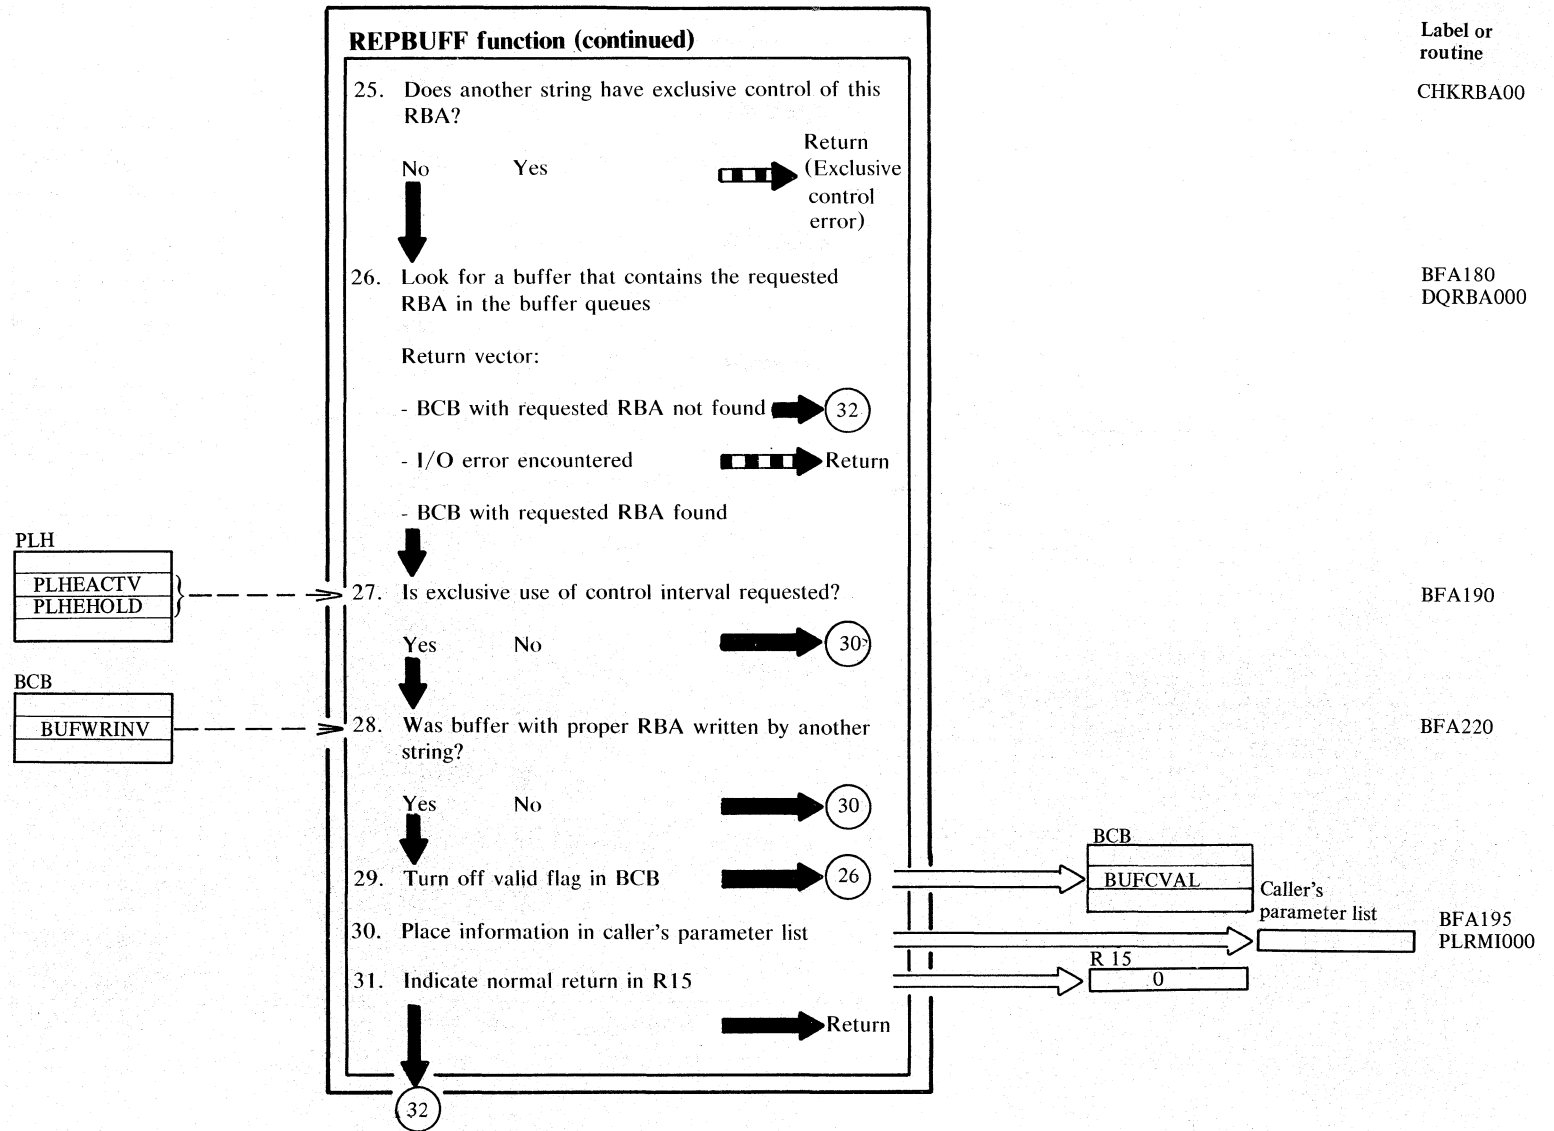 REPBUFF function (continued)
Label or
routine
25. Does another string have exclusive control of this
RBA?
CHKRBA00
No Yes
Return
(Exclusive
control
error)
26. Look for a buffer that contains the requested
RBA in the buffer queues
BFA180
DQRBA000
Return vector:
- BCB with requested RBA not found 32
- I/O error encountered Return
- BCB with requested RBA found
PLH
PLHEACTV
PLHEHOLD
27. Is exclusive use of control interval requested?
BFA190
Yes No 30
BCB
BUFWRINV
28. Was buffer with proper RBA written by another
string?
BFA220
Yes No 30
29. Turn off valid flag in BCB 26
BCB
BUFCVAL
30. Place information in caller's parameter list
Caller's
parameter list
BFA195
PLRMI000
31. Indicate normal return in R15
R 15
0
Return
32